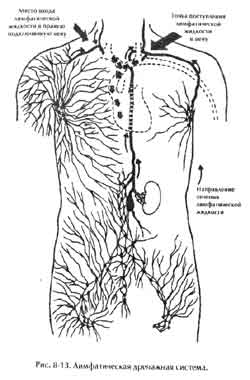 Место входа
лимфатической
жидкости в правую
подключичную вену
Точка поступления
лимфатической
жидкости
в вену
Направление
течения
лимфатической
жидкости
Рис. 8-13. Лимфатическая дренажная система.